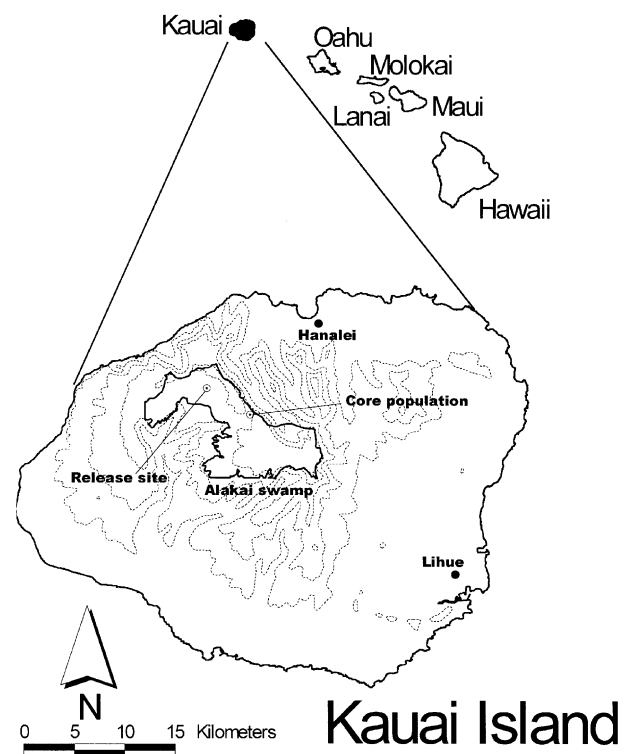 Kauai
Oahu
Molokai
Lanai
Maui
Hawaii
Hanalei
Core population
Release site
Alakai swamp
Lihue
N
0 5 10 15 Kilometers
Kauai Island